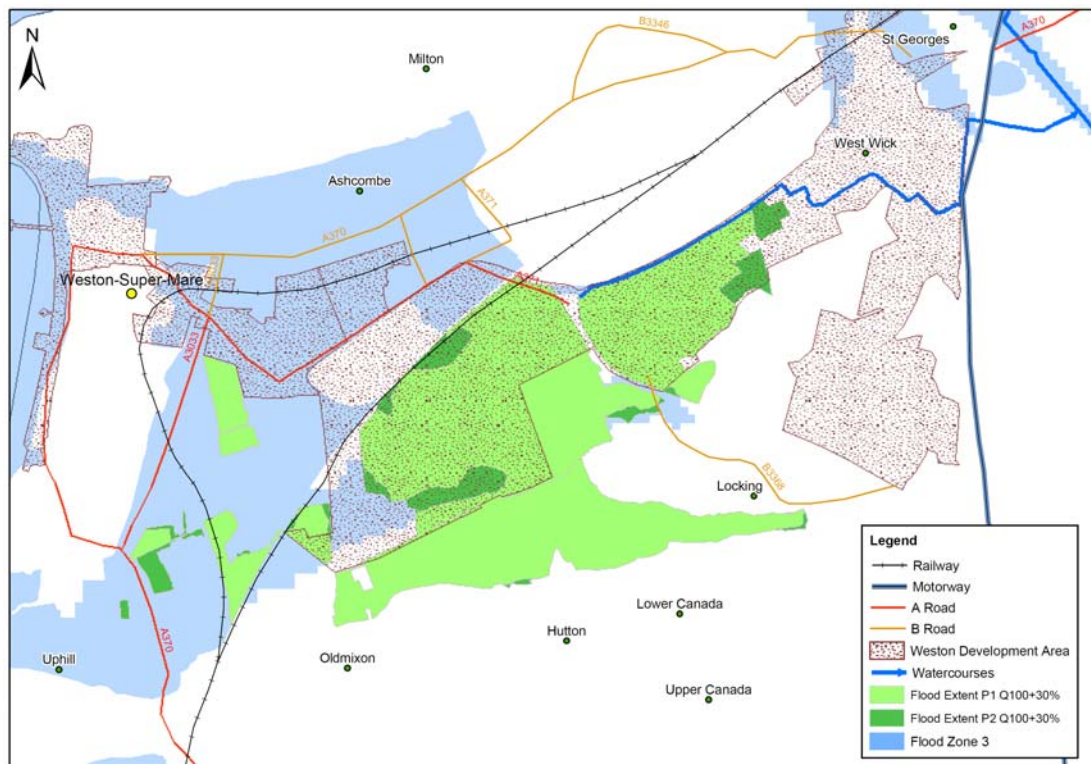 N
B3346
A370
St Georges
Milton
West Wick
Ashcombe
A371
A370
Weston-Super-Mare
A3033
Locking
B3368
Lower Canada
Hutton
Oldmixon
Uphill
A370
Upper Canada
Legend
Railway
Motorway
A Road
B Road
Weston Development Area
Watercourses
Flood Extent P1 Q100+30%
Flood Extent P2 Q100+30%
Flood Zone 3